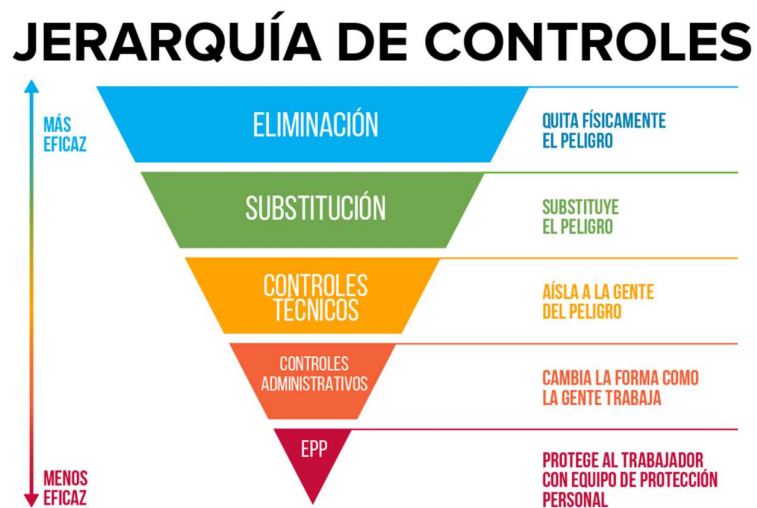 JERARQUÍA DE CONTROLES
MÁS
EFICAZ
ELIMINACIÓN
QUITA FÍSICAMENTE
EL PELIGRO
SUBSTITUCIÓN
SUBSTITUYE
EL PELIGRO
CONTROLES
TÉCNICOS
AÍSLA A LA GENTE
DEL PELIGRO
CONTROLES
ADMINISTRATIVOS
CAMBIA LA FORMA COMO
LA GENTE TRABAJA
EPP
PROTEGE AL TRABAJADOR
CON EQUIPO DE PROTECCIÓN
PERSONAL
MENOS
EFICAZ